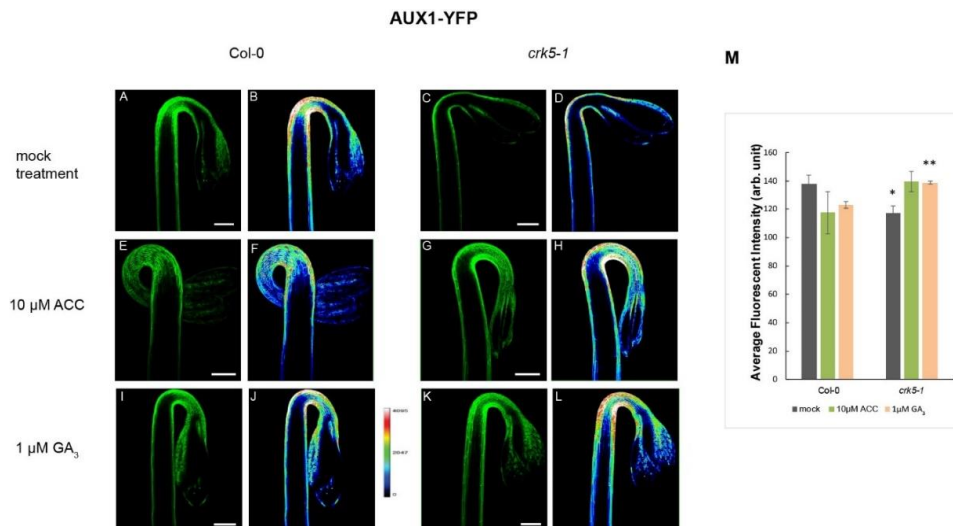 AUX1-YFP
Col-0
crk5-1
M
A
B
C
D
mock
treatment
E
F
G
H
10 µM ACC
I
J
K
L
1 µM GA3
Average Fluorescent Intensity (arb. unit)
160
140
120
100
80
60
40
20
0
*
**
Col-0
crk5-1
mock
10µM ACC
1µM GA3